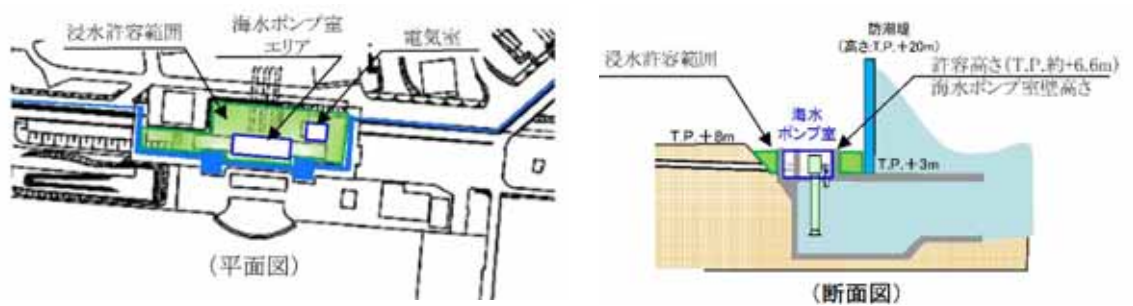 浸水許容範囲
海水ポンプ室
エリア
電気室
(平面図)
防潮堤
(高さT.P.+20m)
浸水許容範囲
許容高さ(T.P.約+6.6m)
海水ポンプ室壁高さ
海水
ポンプ室
T.P.+8m
T.P.+3m
(断面図)